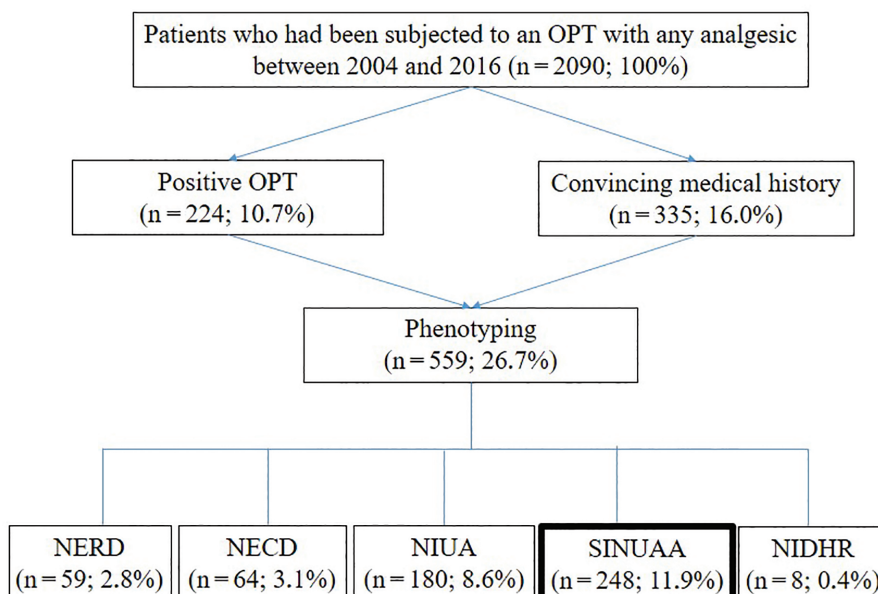 Patients who had been subjected to an OPT with any analgesic
between 2004 and 2016 (n = 2090; 100%)
Positive OPT
(n = 224; 10.7%)
Convincing medical history
(n = 335; 16.0%)
Phenotyping
(n = 559; 26.7%)
NERD
(n = 59; 2.8%)
NECD
(n = 64; 3.1%)
NIUA
(n = 180; 8.6%)
SINUAA
(n = 248; 11.9%)
NIDHR
(n = 8; 0.4%)